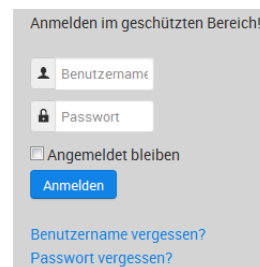 Anmelden im geschützten Bereich!
Benutzername
Passwort
Angemeldet bleiben
Anmelden
Benutzername vergessen?
Passwort vergessen?